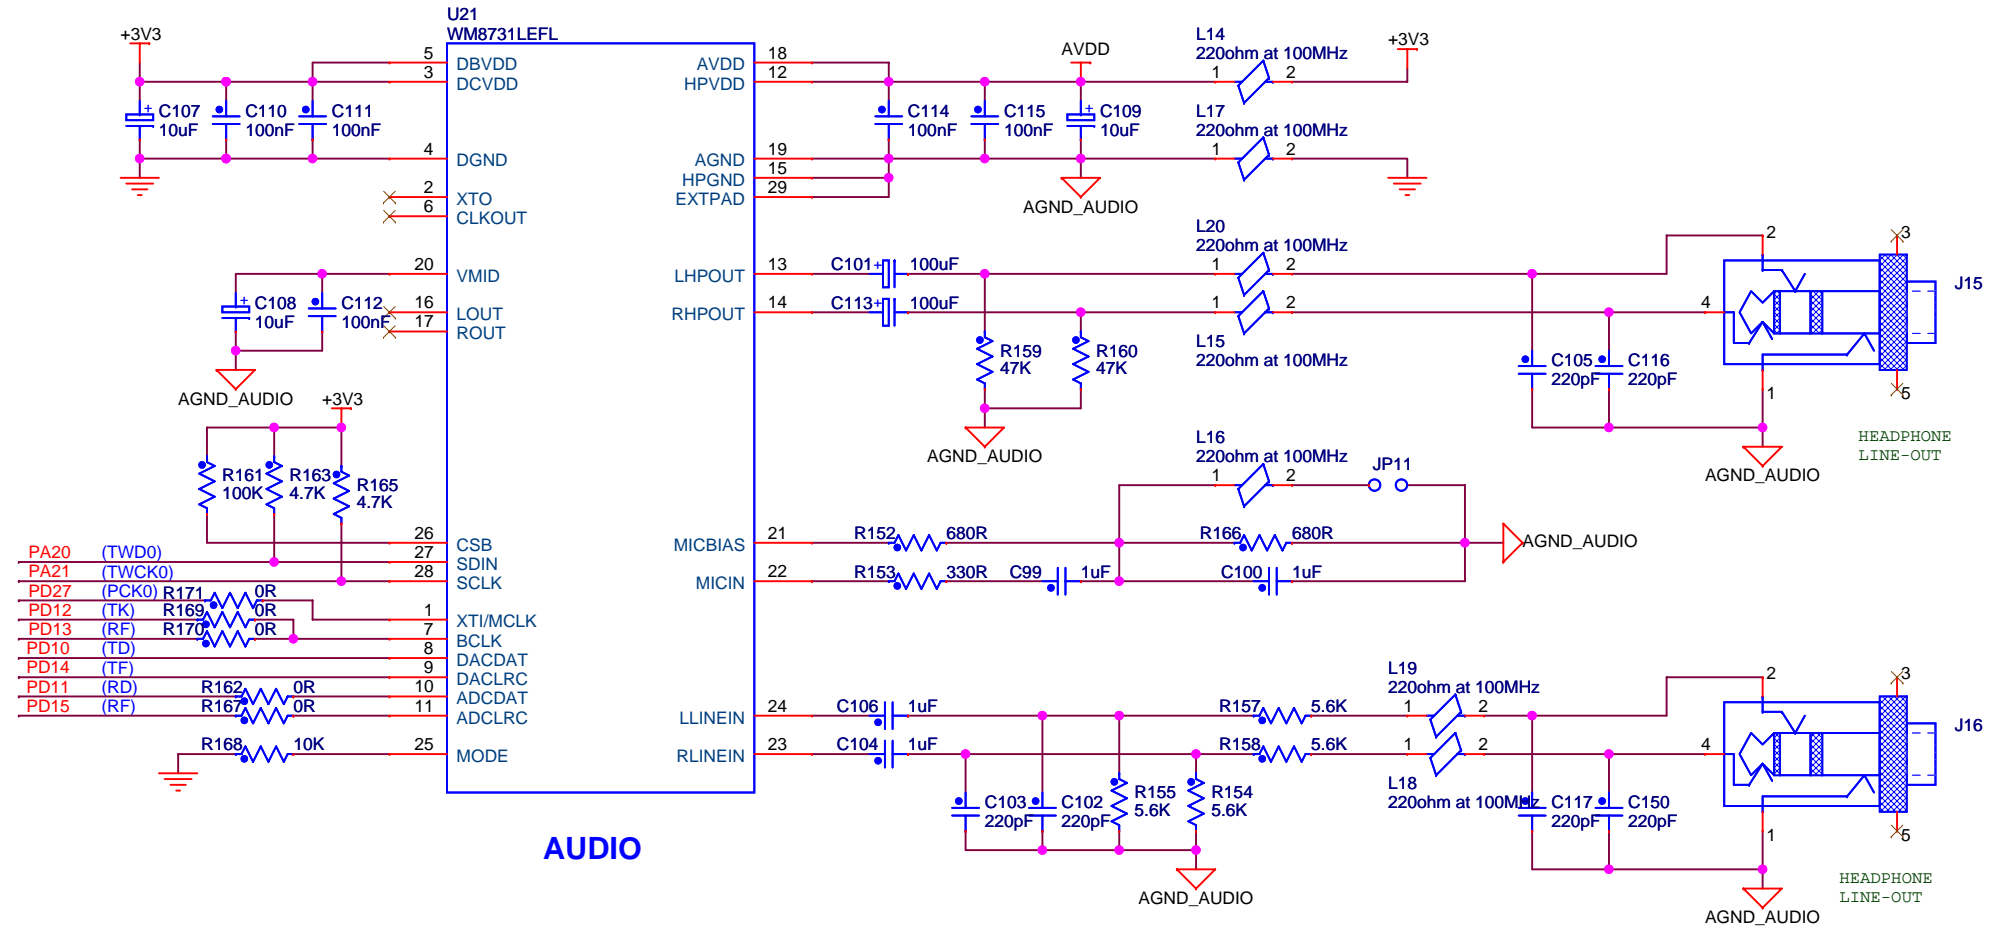 U21
WM8731LEFL
+3V3
5 DBVDD
3 DCVDD
C107 10uF
C110 100nF
C111 100nF
4 DGND
2 XTO
6 CLKOUT
20 VMID
16 LOUT
17 ROUT
C108 10uF
C112 100nF
AGND_AUDIO
+3V3
R161 100K
R163 4.7K
R165 4.7K
26 CSB
PA20 (TWD0) 27 SDIN
PA21 (TWCK0) 28 SCLK
PD27 (PCK0) R171 0R 1 XTI/MCLK
PD12 (TK) R169 0R
PD13 (RF) R170 0R 7 BCLK
PD10 (TD) 8 DACDAT
PD14 (TF) 9 DACLRC
PD11 (RD) R162 0R 10 ADCDAT
PD15 (RF) R167 0R 11 ADCLRC
R168 10K 25 MODE
AUDIO
AVDD 18
HPVDD 12
AVDD
L14
220ohm at 100MHz
1 2
+3V3
C114 100nF
C115 100nF
+ C109 10uF
L17
220ohm at 100MHz
1 2
AGND 19
HPGND 15
EXTPAD 29
AGND_AUDIO
L20
220ohm at 100MHz
LHPOUT 13 C101 + 100uF 1 2
RHPOUT 14 C113 + 100uF 1 2
L15
220ohm at 100MHz
R159 47K
R160 47K
AGND_AUDIO
C105 220pF
C116 220pF
2
3
4
1
5
J15
AGND_AUDIO
HEADPHONE
LINE-OUT
L16
220ohm at 100MHz
1 2 JP11
MICBIAS 21 R152 680R R166 680R AGND_AUDIO
MICIN 22 R153 330R C99 1uF C100 1uF
L19
220ohm at 100MHz
LLINEIN 24 C106 1uF R157 5.6K 1 2
RLINEIN 23 C104 1uF R158 5.6K 1 2
L18
220ohm at 100MHz
C103 220pF
C102 220pF
R155 5.6K
R154 5.6K
AGND_AUDIO
C117 220pF
C150 220pF
2
3
4
1
5
J16
AGND_AUDIO
HEADPHONE
LINE-OUT